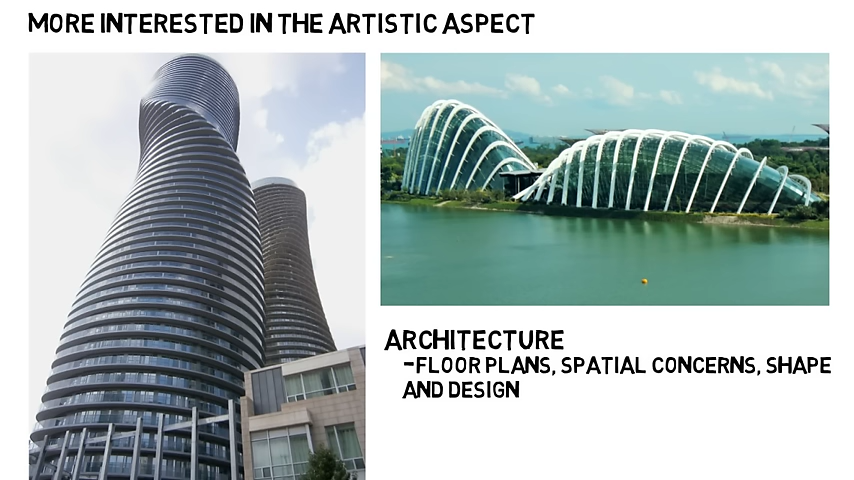 MORE INTERESTED IN THE ARTISTIC ASPECT
ARCHITECTURE
-FLOOR PLANS, SPATIAL CONCERNS, SHAPE
AND DESIGN